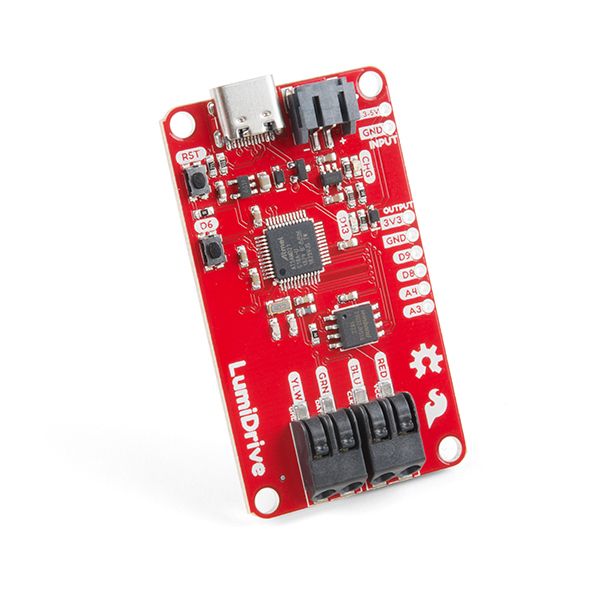 3-5V
GND
INPUT
RST
CHG
OUTPUT
3V3
D13
GND
D6
D9
D8
A4
A3
Atmel
YLW
GRN
BLU
RED
LumiDrive